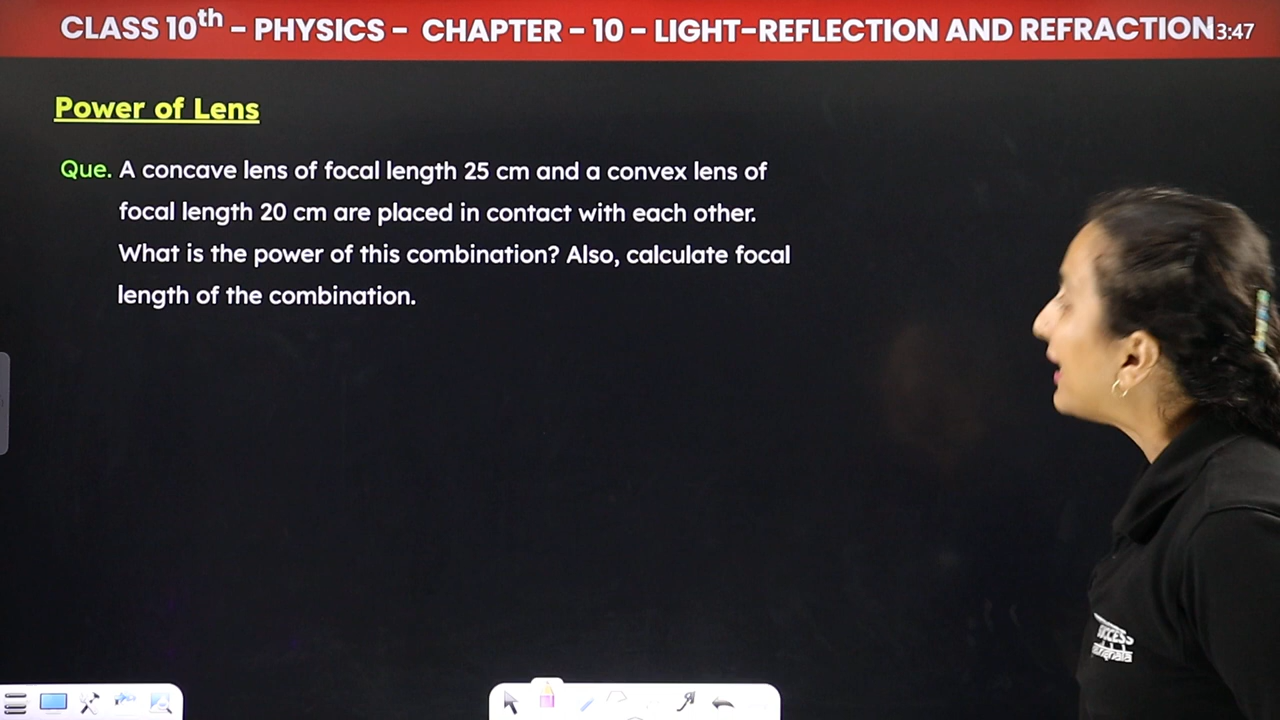 CLASS 10th - PHYSICS - CHAPTER - 10 - LIGHT-REFLECTION AND REFRACTION 3:47
Power of Lens
Que. A concave lens of focal length 25 cm and a convex lens of
focal length 20 cm are placed in contact with each other.
What is the power of this combination? Also, calculate focal
length of the combination.